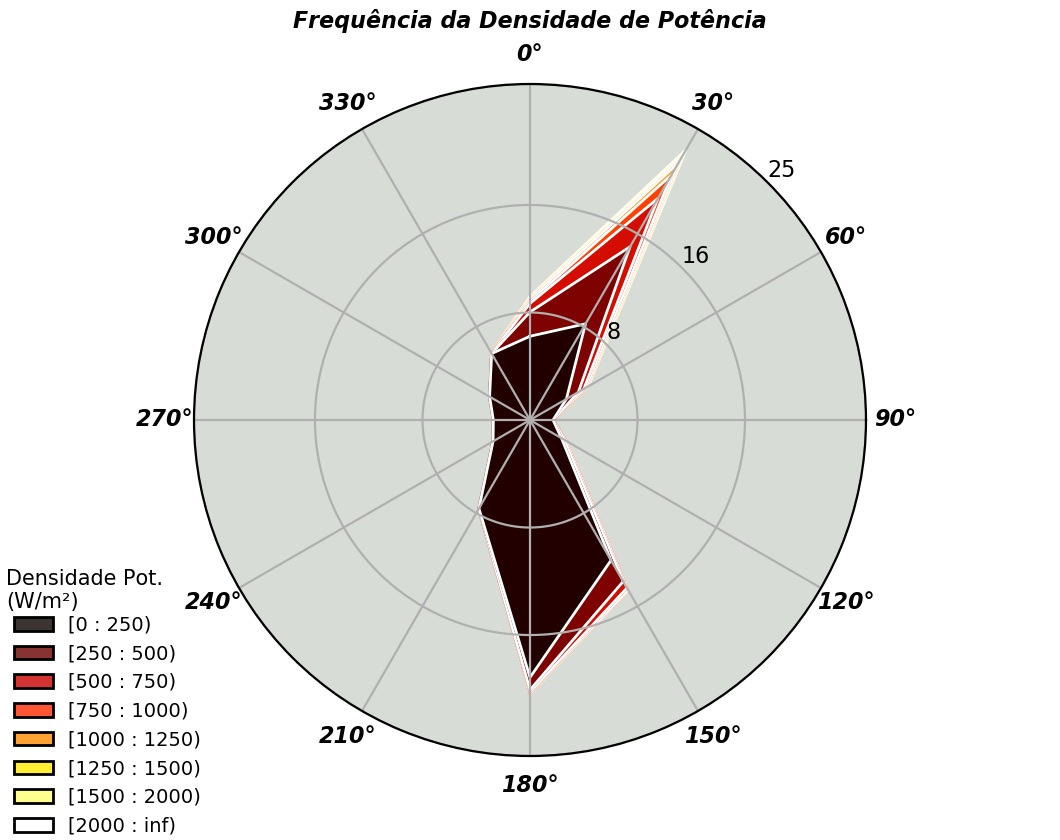 Frequência da Densidade de Potência
0°
30°
60°
90°
120°
150°
180°
210°
240°
270°
300°
330°
25
16
8
Densidade Pot.
(W/m²)
[0 : 250)
[250 : 500)
[500 : 750)
[750 : 1000)
[1000 : 1250)
[1250 : 1500)
[1500 : 2000)
[2000 : inf)